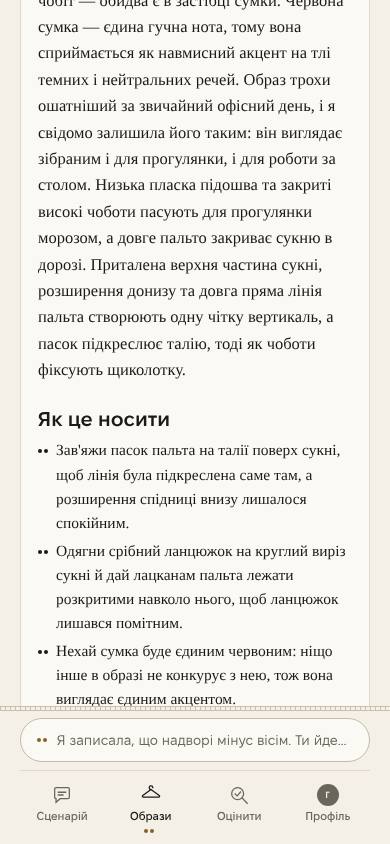 чобіт — обидва є в застібці сумки. Червона
сумка — єдина гучна нота, тому вона
сприймається як навмисний акцент на тлі
темних і нейтральних речей. Образ трохи
ошатніший за звичайний офісний день, і я
свідомо залишила його таким: він виглядає
зібраним і для прогулянки, і для роботи за
столом. Низька пласка підошва та закриті
високі чоботи пасують для прогулянки
морозом, а довге пальто закриває сукню в
дорозі. Приталена верхня частина сукні,
розширення донизу та довга пряма лінія
пальта створюють одну чітку вертикаль, а
пасок підкреслює талію, тоді як чоботи
фіксують щиколотку.
Як це носити
•• Зав'яжи пасок пальта на талії поверх сукні,
щоб лінія була підкреслена саме там, а
розширення спідниці внизу лишалося
спокійним.
•• Одягни срібний ланцюжок на круглий виріз
сукні й дай лацканам пальта лежати
розкритими навколо нього, щоб ланцюжок
лишався помітним.
•• Нехай сумка буде єдиним червоним: ніщо
інше в образі не конкурує з нею, тож вона
виглядає єдиним акцентом.
•• Я записала, що надворі мінус вісім. Ти йде...
Г
Сценарій Образи Оцінити Профіль